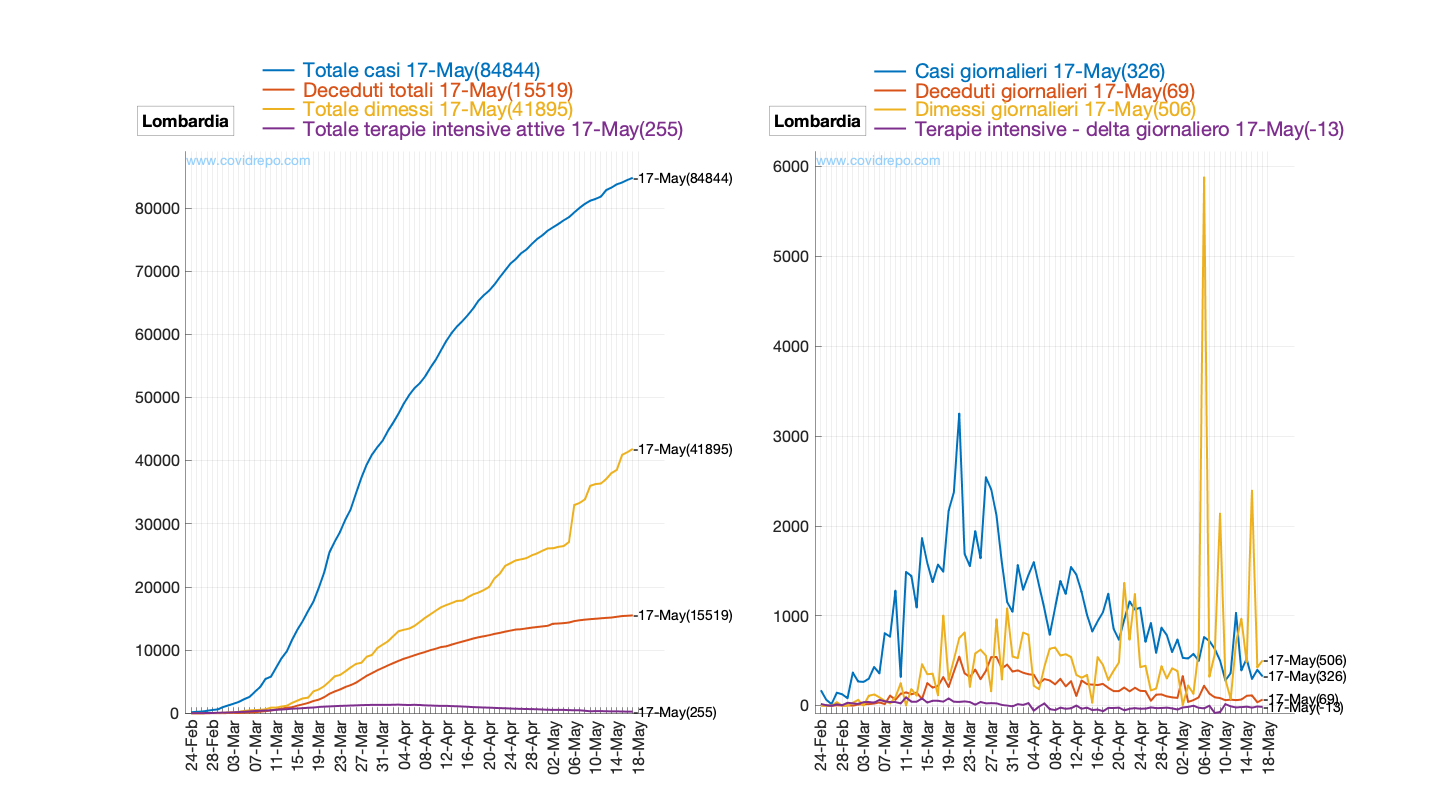 Totale casi 17-May(84844)
Deceduti totali 17-May(15519)
Totale dimessi 17-May(41895)
Totale terapie intensive attive 17-May(255)
Lombardia
www.covidrepo.com
80000
70000
60000
50000
40000
30000
20000
10000
0
-17-May(84844)
-17-May(41895)
-17-May(15519)
-17-May(255)
24-Feb
28-Feb
03-Mar
07-Mar
11-Mar
15-Mar
19-Mar
23-Mar
27-Mar
31-Mar
04-Apr
08-Apr
12-Apr
16-Apr
20-Apr
24-Apr
28-Apr
02-May
06-May
10-May
14-May
18-May
Casi giornalieri 17-May(326)
Deceduti giornalieri 17-May(69)
Dimessi giornalieri 17-May(506)
Terapie intensive - delta giornaliero 17-May(-13)
Lombardia
www.covidrepo.com
6000
5000
4000
3000
2000
1000
0
-17-May(506)
-17-May(326)
-17-May(69)
-17-May(-13)
24-Feb
28-Feb
03-Mar
07-Mar
11-Mar
15-Mar
19-Mar
23-Mar
27-Mar
31-Mar
04-Apr
08-Apr
12-Apr
16-Apr
20-Apr
24-Apr
28-Apr
02-May
06-May
10-May
14-May
18-May